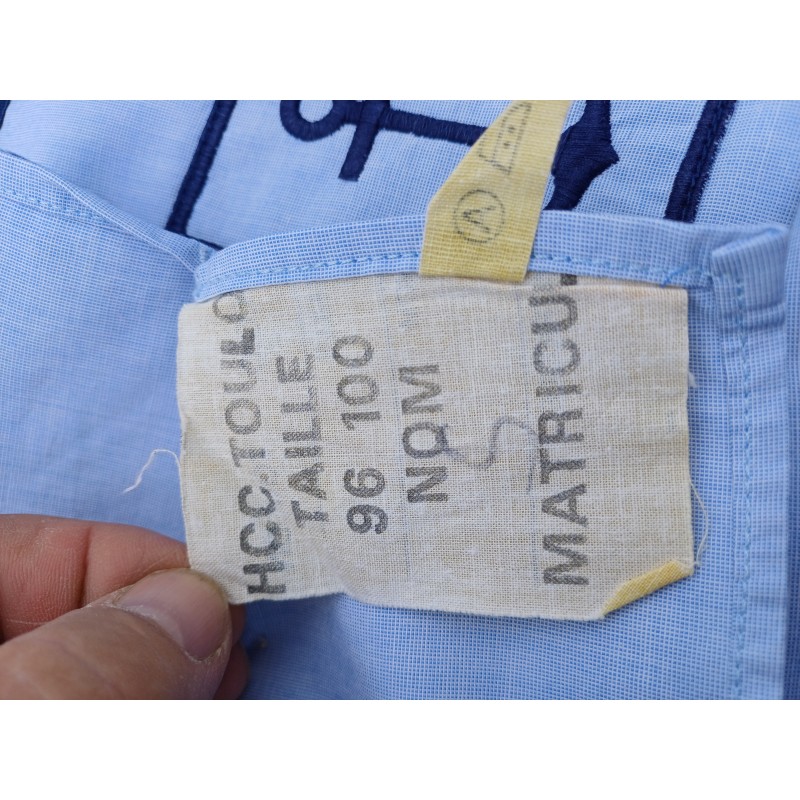 HCC-TOULO
TAILLE
96 100
NOM
MATRICU
A